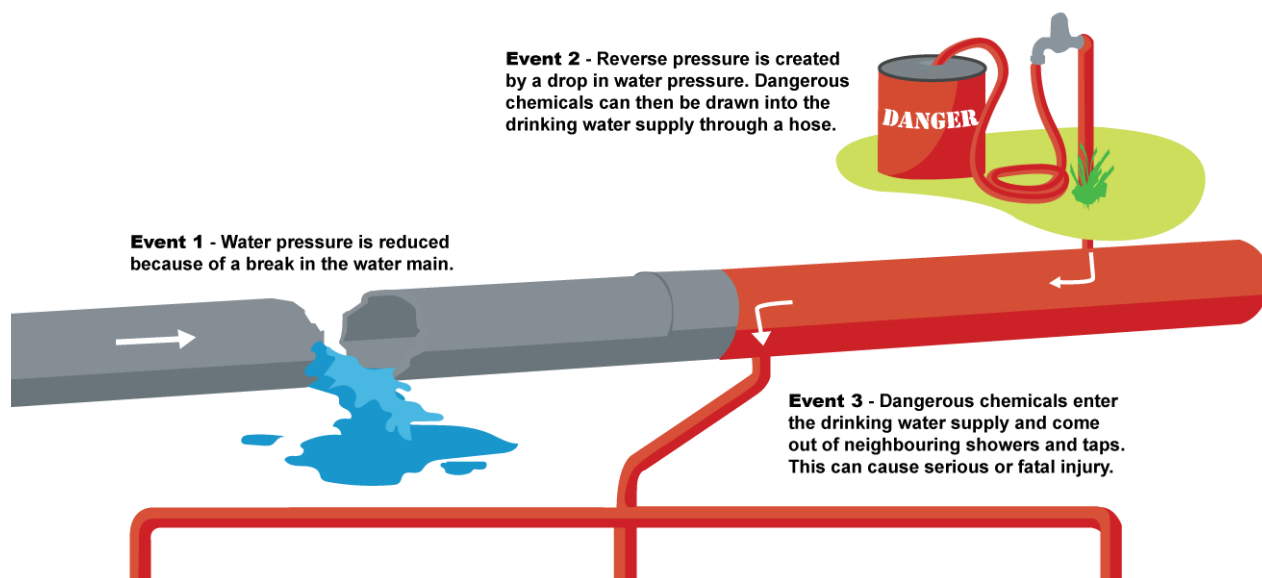 Event 2 - Reverse pressure is created
by a drop in water pressure. Dangerous
chemicals can then be drawn into the
drinking water supply through a hose.
DANGER
Event 1 - Water pressure is reduced
because of a break in the water main.
Event 3 - Dangerous chemicals enter
the drinking water supply and come
out of neighbouring showers and taps.
This can cause serious or fatal injury.